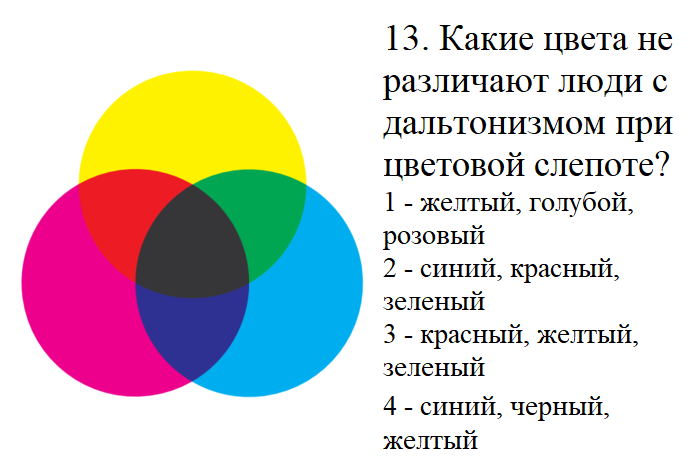 13. Какие цвета не
различают люди с
дальтонизмом при
цветовой слепоте?
1 - желтый, голубой,
розовый
2 - синий, красный,
зеленый
3 - красный, желтый,
зеленый
4 - синий, черный,
желтый